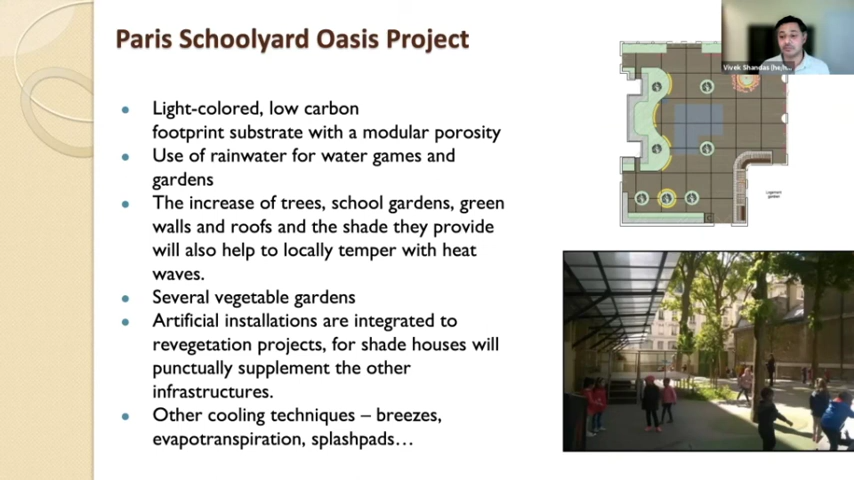 Paris Schoolyard Oasis Project
Vivek Shandas (he/h...
• Light-colored, low carbon
footprint substrate with a modular porosity
• Use of rainwater for water games and
gardens
• The increase of trees, school gardens, green
walls and roofs and the shade they provide
will also help to locally temper with heat
waves.
• Several vegetable gardens
• Artificial installations are integrated to
revegetation projects, for shade houses will
punctually supplement the other
infrastructures.
• Other cooling techniques – breezes,
evapotranspiration, splashpads…